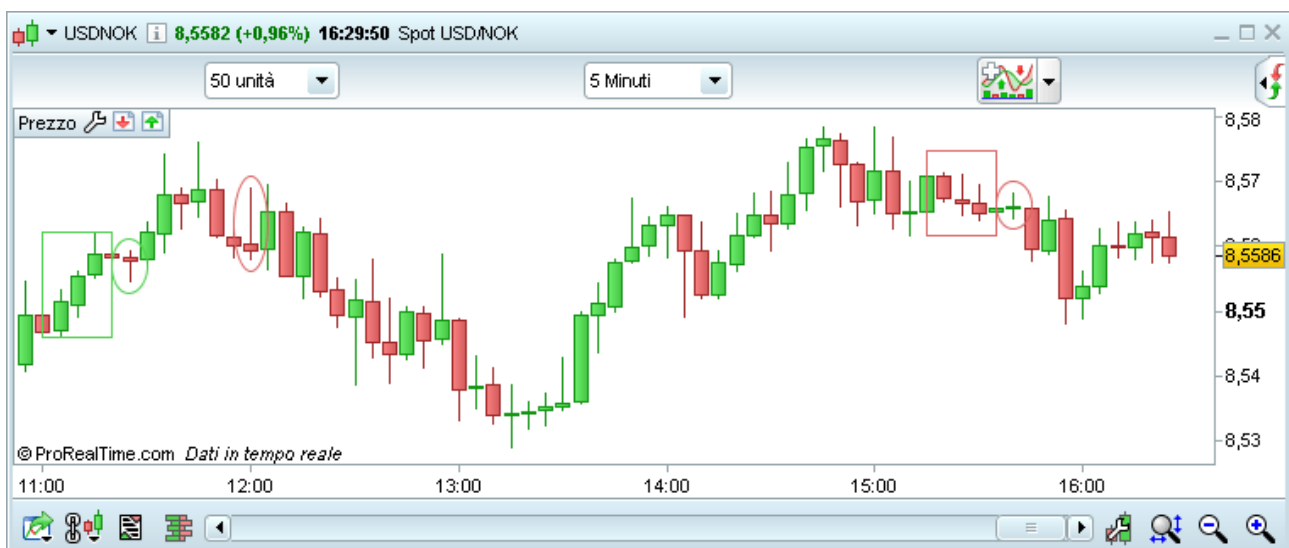 USDNOK i 8,5582 (+0,96%) 16:29:50 Spot USD/NOK
50 unità 5 Minuti
Prezzo
8,58
8,57
8,5586
8,55
8,54
8,53
© ProRealTime.com Dati in tempo reale
11:00 12:00 13:00 14:00 15:00 16:00